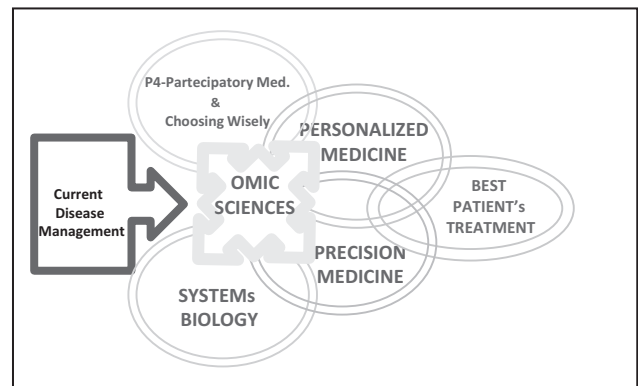 P4-Partecipatory Med.
&
Choosing Wisely
PERSONALIZED
MEDICINE
Current
Disease
Management
OMIC
SCIENCES
BEST
PATIENT's
TREATMENT
PRECISION
MEDICINE
SYSTEMs
BIOLOGY